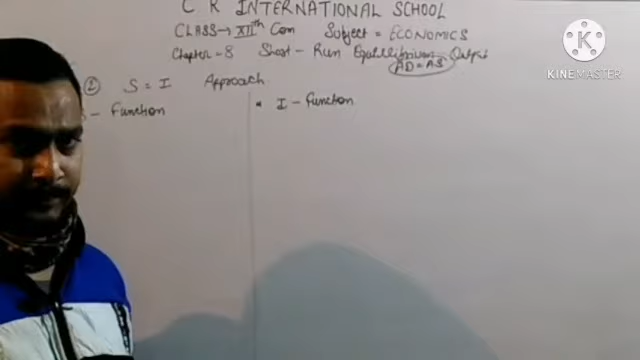 C R INTERNATIONAL SCHOOL
CLASS → XIIth Com Subject = ECONOMICS
Chapter - 8 Short - Run Equilibrium Output
AD = AS
② S = I Approach
- Function
" I - Function
KINEMASTER